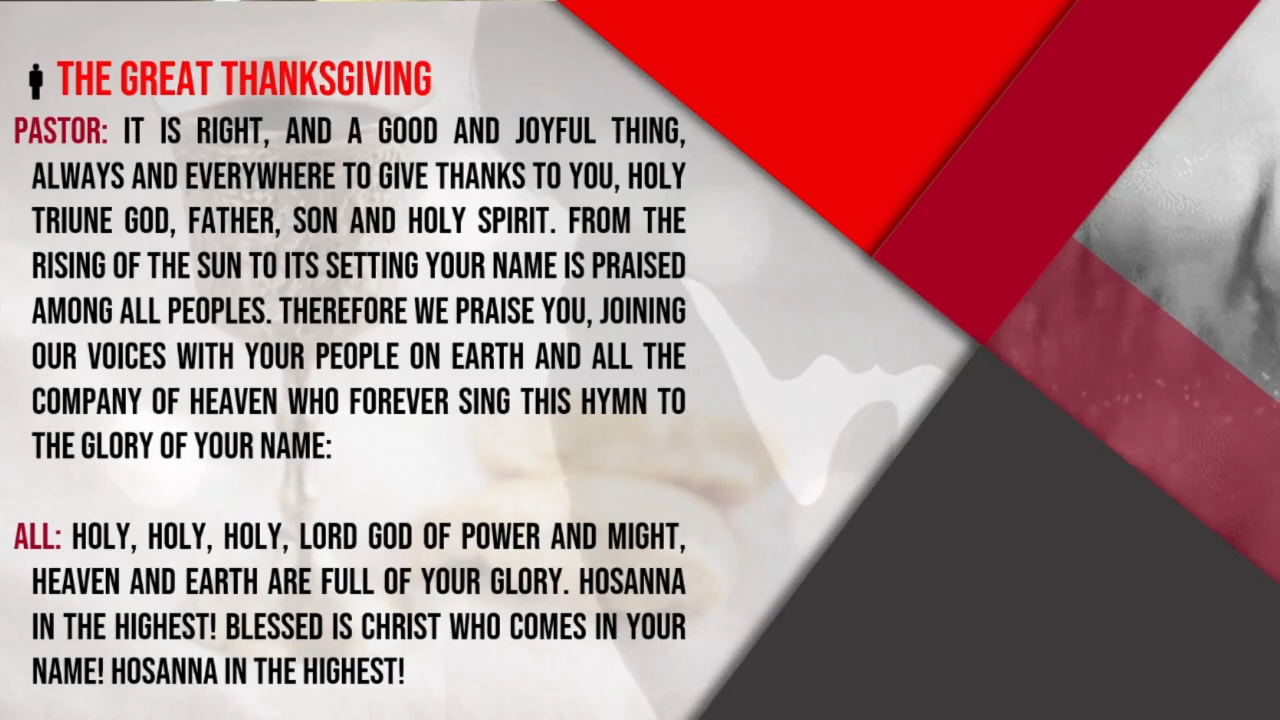 THE GREAT THANKSGIVING
PASTOR: IT IS RIGHT, AND A GOOD AND JOYFUL THING,
ALWAYS AND EVERYWHERE TO GIVE THANKS TO YOU, HOLY
TRIUNE GOD, FATHER, SON AND HOLY SPIRIT. FROM THE
RISING OF THE SUN TO ITS SETTING YOUR NAME IS PRAISED
AMONG ALL PEOPLES. THEREFORE WE PRAISE YOU, JOINING
OUR VOICES WITH YOUR PEOPLE ON EARTH AND ALL THE
COMPANY OF HEAVEN WHO FOREVER SING THIS HYMN TO
THE GLORY OF YOUR NAME:
ALL: HOLY, HOLY, HOLY, LORD GOD OF POWER AND MIGHT,
HEAVEN AND EARTH ARE FULL OF YOUR GLORY. HOSANNA
IN THE HIGHEST! BLESSED IS CHRIST WHO COMES IN YOUR
NAME! HOSANNA IN THE HIGHEST!